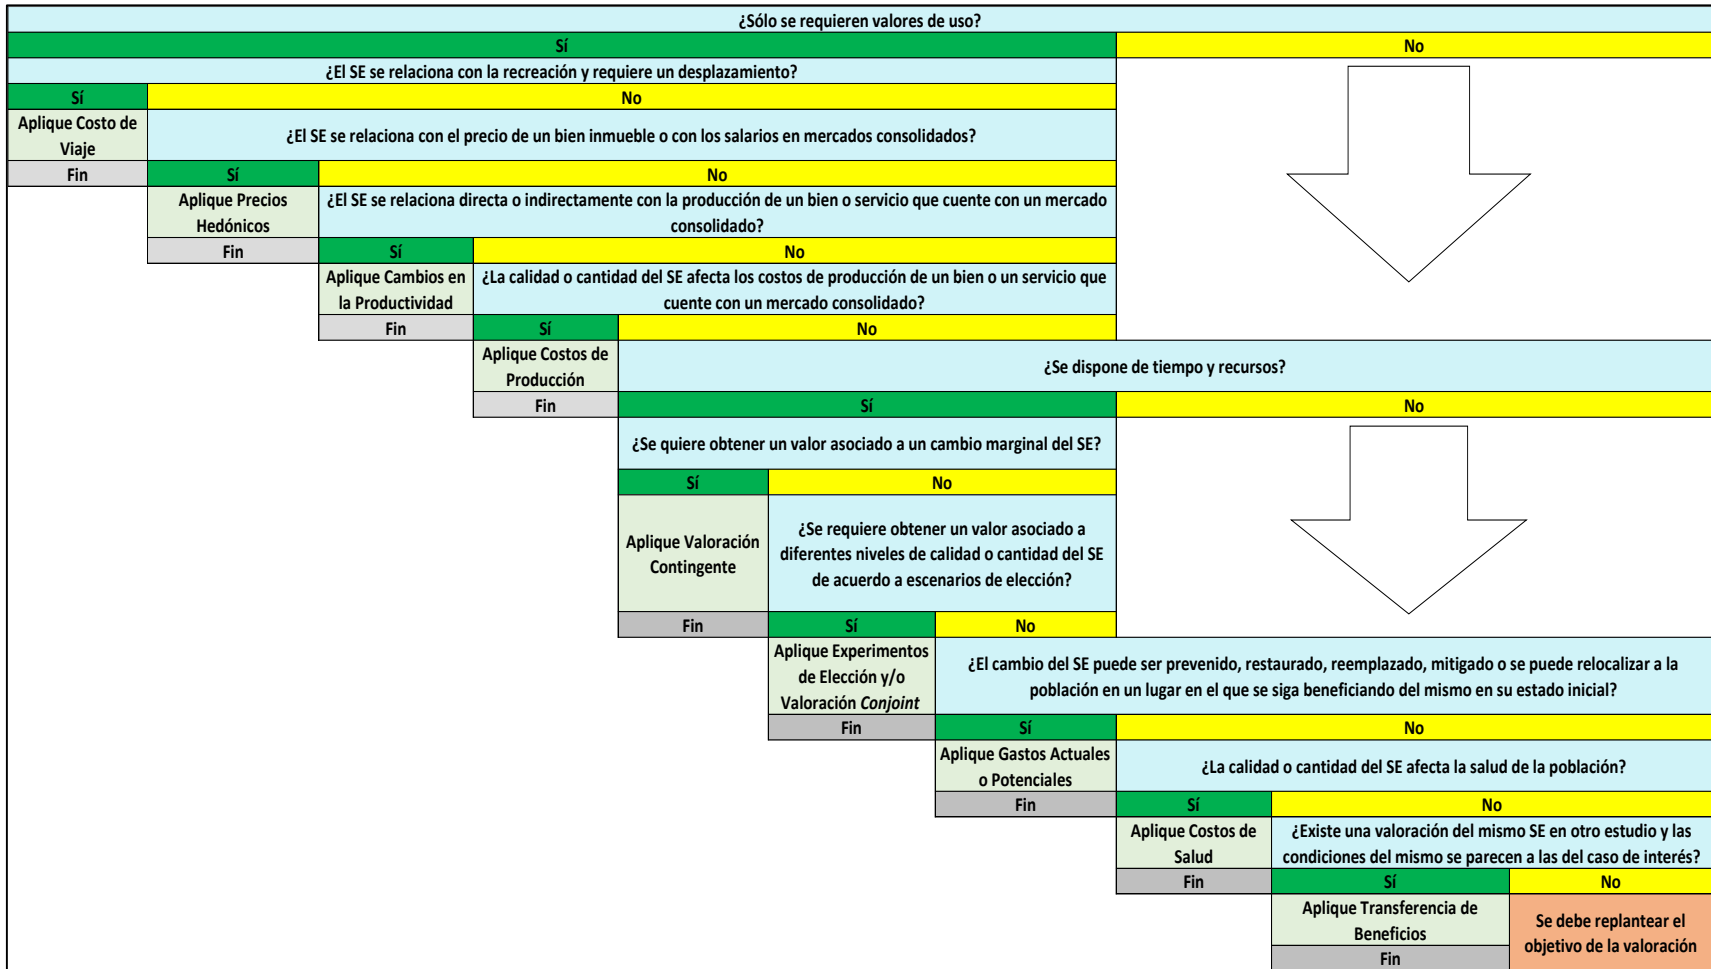 ¿Sólo se requieren valores de uso?
Sí
No
¿El SE se relaciona con la recreación y requiere un desplazamiento?
Sí
No
Aplique Costo de
Viaje
¿El SE se relaciona con el precio de un bien inmueble o con los salarios en mercados consolidados?
Fin
Sí
No
Aplique Precios
Hedónicos
¿El SE se relaciona directa o indirectamente con la producción de un bien o servicio que cuente con un mercado
consolidado?
Fin
Sí
No
Aplique Cambios en
la Productividad
¿La calidad o cantidad del SE afecta los costos de producción de un bien o un servicio que
cuente con un mercado consolidado?
Fin
Sí
No
Aplique Costos de
Producción
¿Se dispone de tiempo y recursos?
Fin
Sí
No
¿Se quiere obtener un valor asociado a un cambio marginal del SE?
Sí
No
Aplique Valoración
Contingente
¿Se requiere obtener un valor asociado a
diferentes niveles de calidad o cantidad del SE
de acuerdo a escenarios de elección?
Fin
Sí
No
Aplique Experimentos
de Elección y/o
Valoración Conjoint
¿El cambio del SE puede ser prevenido, restaurado, reemplazado, mitigado o se puede relocalizar a la
población en un lugar en el que se siga beneficiando del mismo en su estado inicial?
Fin
Sí
No
Aplique Gastos Actuales
o Potenciales
¿La calidad o cantidad del SE afecta la salud de la población?
Fin
Sí
No
Aplique Costos de
Salud
¿Existe una valoración del mismo SE en otro estudio y las
condiciones del mismo se parecen a las del caso de interés?
Fin
Sí
No
Aplique Transferencia de
Beneficios
Se debe replantear el
objetivo de la valoración
Fin